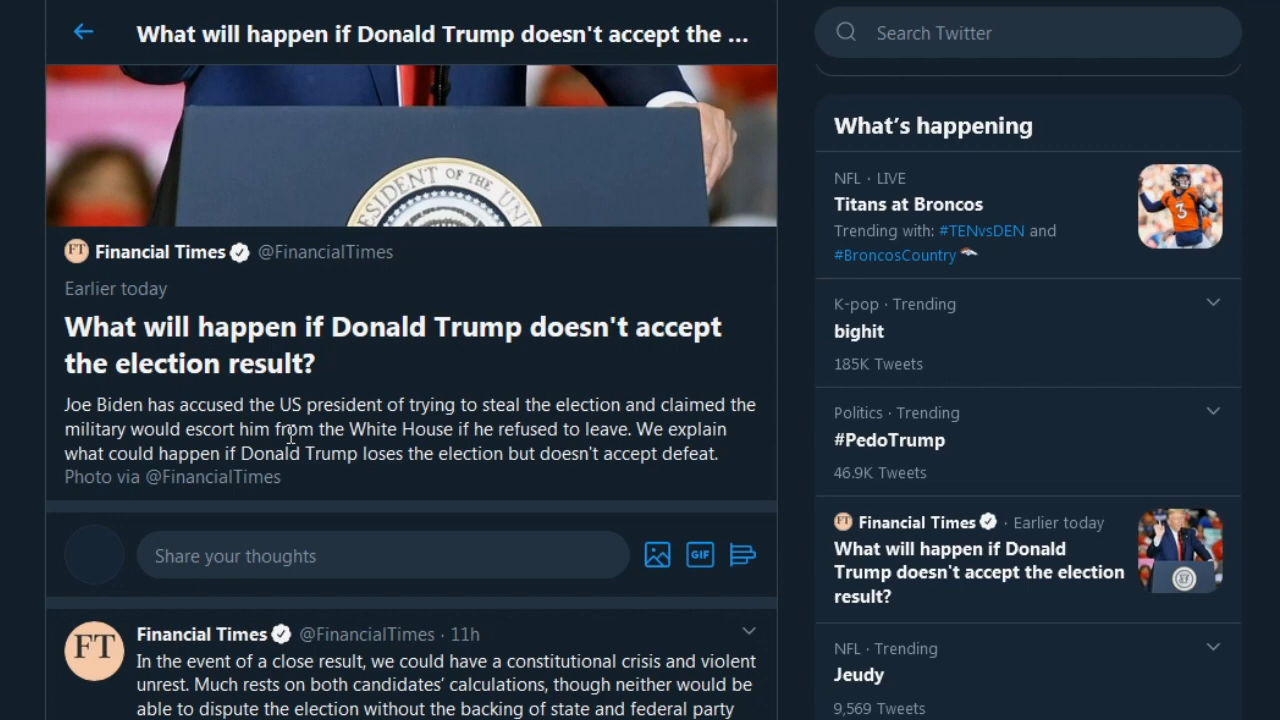 What will happen if Donald Trump doesn't accept the ...
PRESIDENT OF THE UNI
FT Financial Times @FinancialTimes
Earlier today
What will happen if Donald Trump doesn't accept
the election result?
Joe Biden has accused the US president of trying to steal the election and claimed the
military would escort him from the White House if he refused to leave. We explain
what could happen if Donald Trump loses the election but doesn't accept defeat.
Photo via @FinancialTimes
Share your thoughts
GIF
FT
Financial Times @FinancialTimes · 11h
In the event of a close result, we could have a constitutional crisis and violent
unrest. Much rests on both candidates' calculations, though neither would be
able to dispute the election without the backing of state and federal party
Search Twitter
What's happening
NFL · LIVE
Titans at Broncos
Trending with: #TENvsDEN and
#BroncosCountry
3
K-pop · Trending
bighit
185K Tweets
Politics · Trending
#PedoTrump
46.9K Tweets
FT Financial Times · Earlier today
What will happen if Donald
Trump doesn't accept the election
result?
NFL · Trending
Jeudy
9,569 Tweets